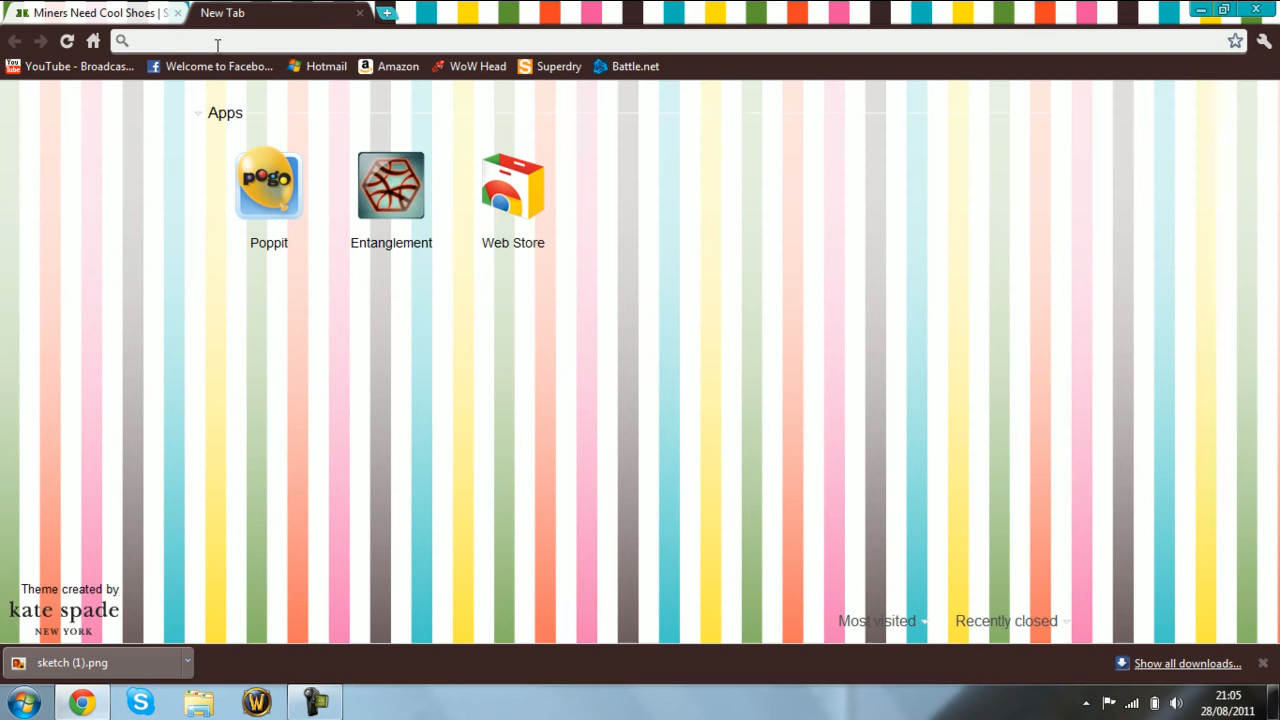 Miners Need Cool Shoes | S
New Tab
YouTube - Broadcas...
Welcome to Facebo...
Hotmail
Amazon
WoW Head
Superdry
Battle.net
Apps
pogo
Poppit
Entanglement
Web Store
Theme created by
kate spade
NEW YORK
Most visited
Recently closed
sketch (1).png
Show all downloads...
21:05
28/08/2011